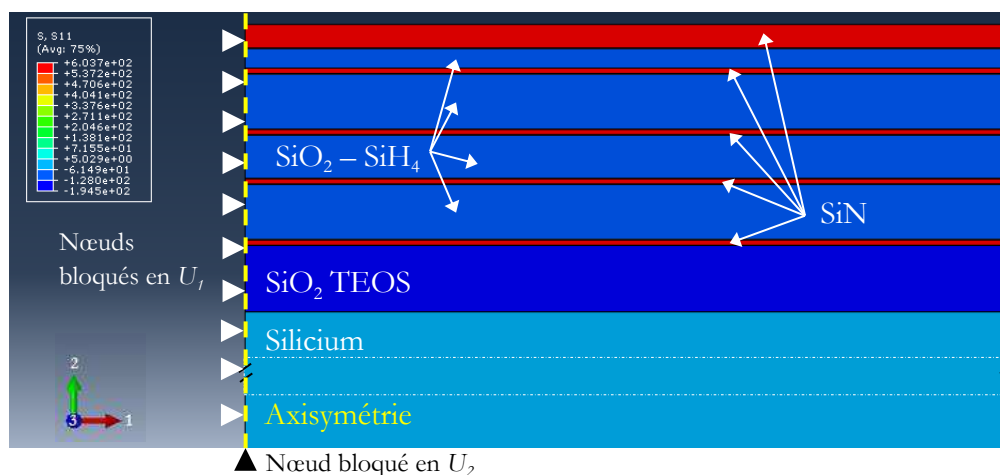 S, S11
(Avg: 75%)
+6.037e+02
+5.372e+02
+4.706e+02
+4.041e+02
+3.376e+02
+2.711e+02
+2.046e+02
+1.381e+02
+7.155e+01
+5.029e+00
-6.149e+01
-1.280e+02
-1.945e+02
SiO₂ – SiH₄
SiN
Nœuds
bloqués en U₁
SiO₂ TEOS
Silicium
Axisymétrie
2
3
1
Nœud bloqué en U₂